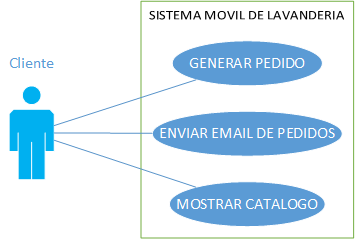 SISTEMA MOVIL DE LAVANDERIA
Cliente
GENERAR PEDIDO
ENVIAR EMAIL DE PEDIDOS
MOSTRAR CATALOGO